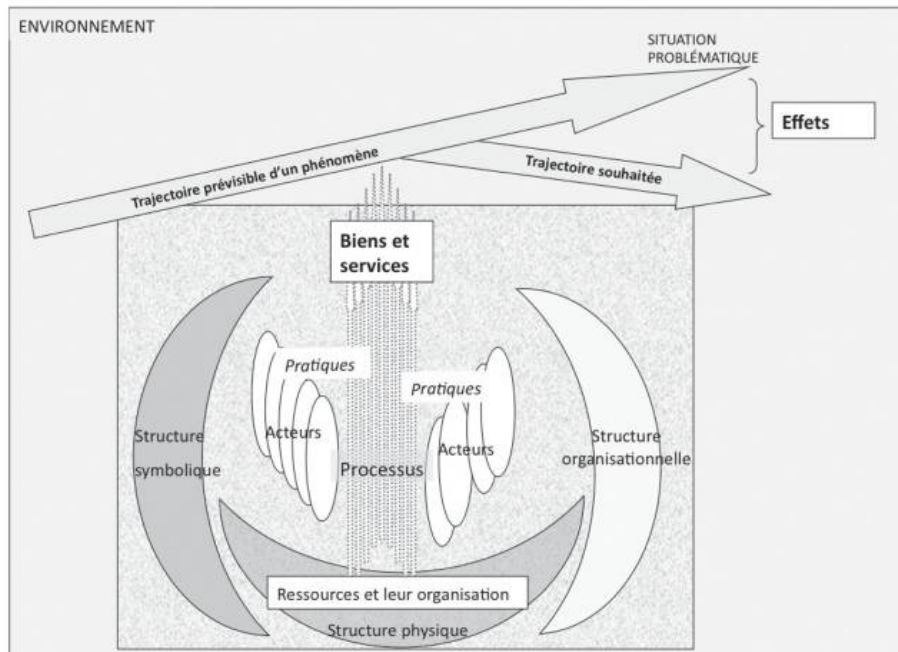 ENVIRONNEMENT
SITUATION
PROBLÉMATIQUE
Effets
Trajectoire prévisible d'un phénomène
Trajectoire souhaitée
Biens et
services
Pratiques
Pratiques
Acteurs
Acteurs
Structure
symbolique
Processus
Structure
organisationnelle
Ressources et leur organisation
Structure physique